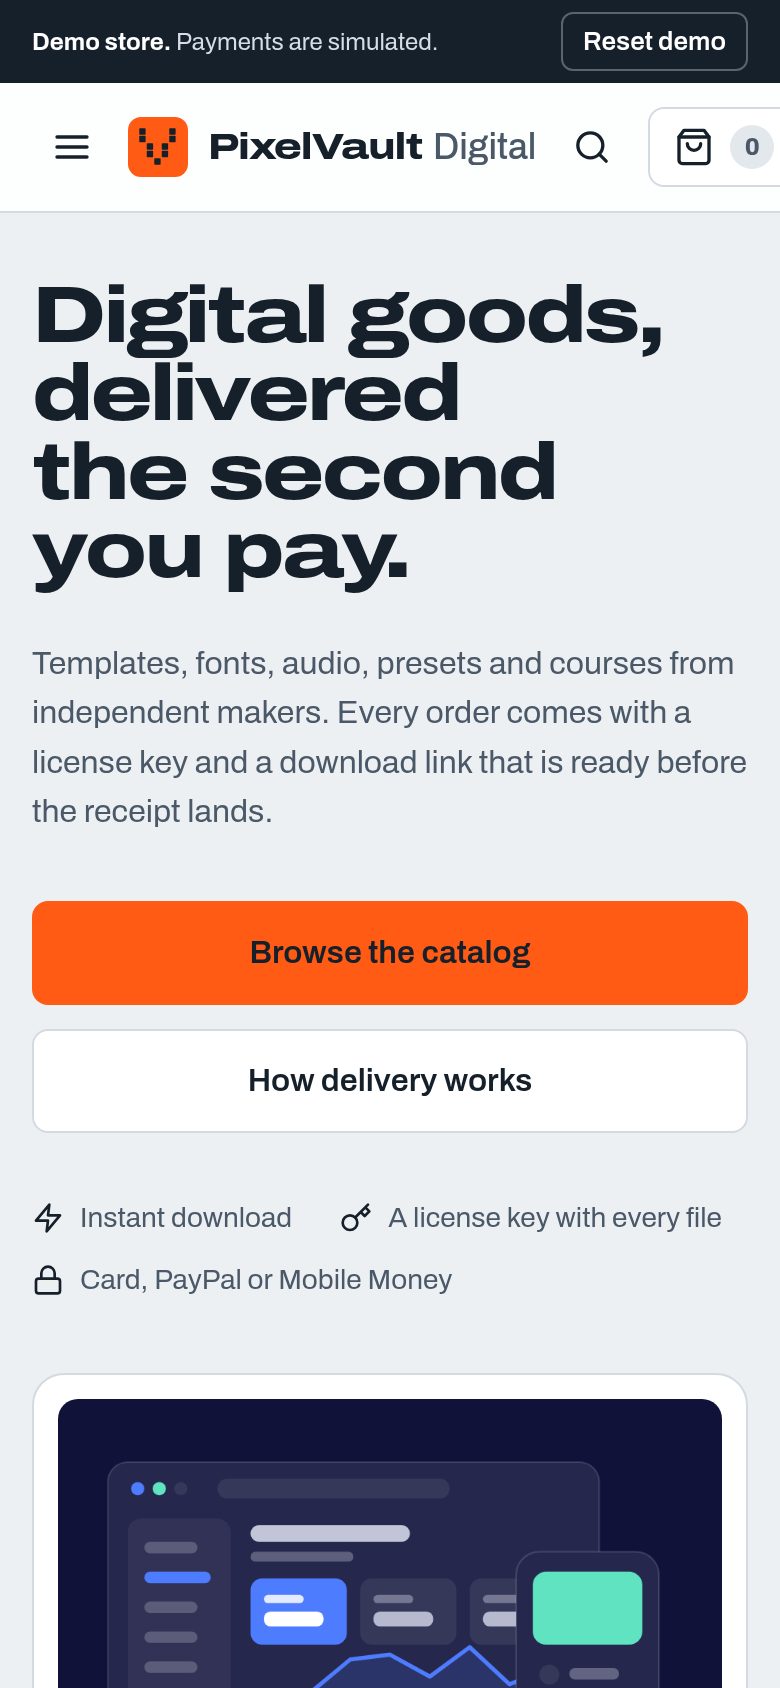 Demo store. Payments are simulated.
Reset demo
PixelVault Digital
0
Digital goods,
delivered
the second
you pay.
Templates, fonts, audio, presets and courses from
independent makers. Every order comes with a
license key and a download link that is ready before
the receipt lands.
Browse the catalog
How delivery works
Instant download
A license key with every file
Card, PayPal or Mobile Money